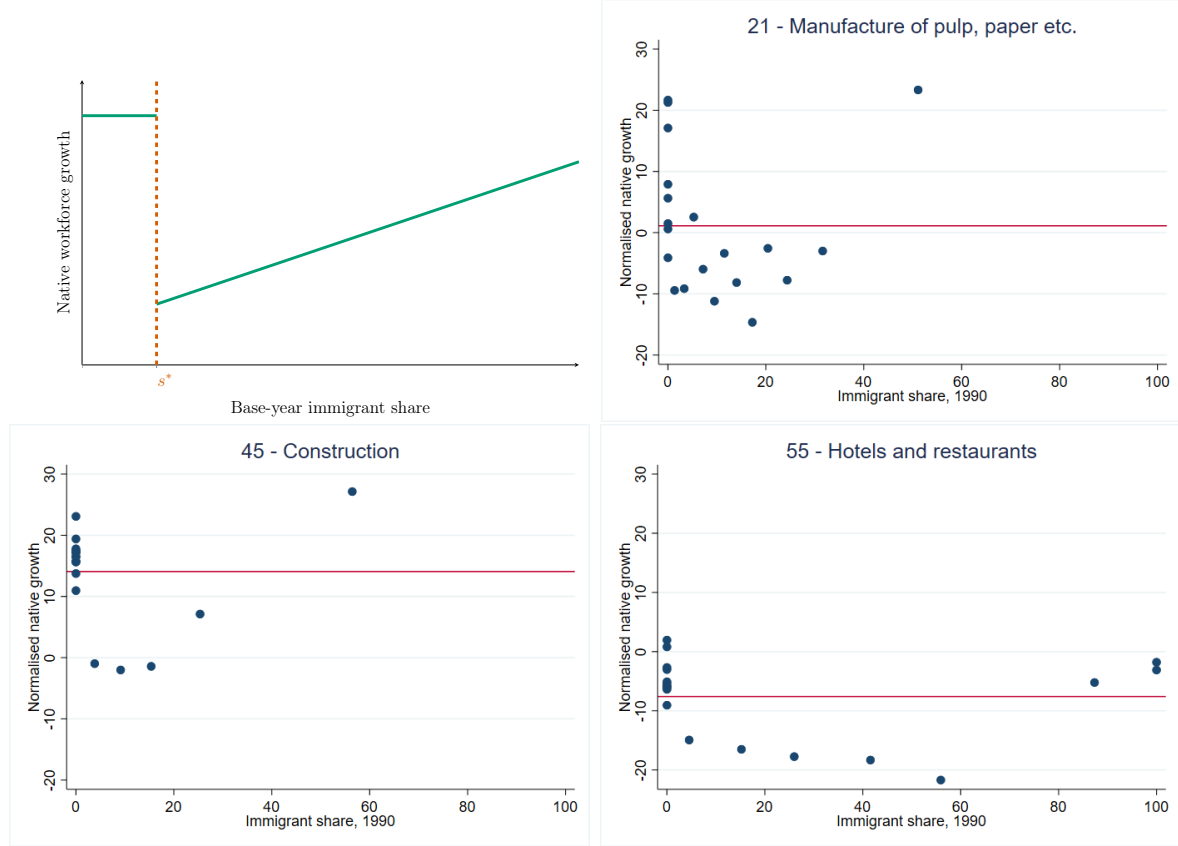 Native workforce growth
s*
Base-year immigrant share
21 - Manufacture of pulp, paper etc.
Normalised native growth
30
20
10
0
-10
-20
0 20 40 60 80 100
Immigrant share, 1990
45 - Construction
Normalised native growth
30
20
10
0
-10
-20
0 20 40 60 80 100
Immigrant share, 1990
55 - Hotels and restaurants
Normalised native growth
30
20
10
0
-10
-20
0 20 40 60 80 100
Immigrant share, 1990